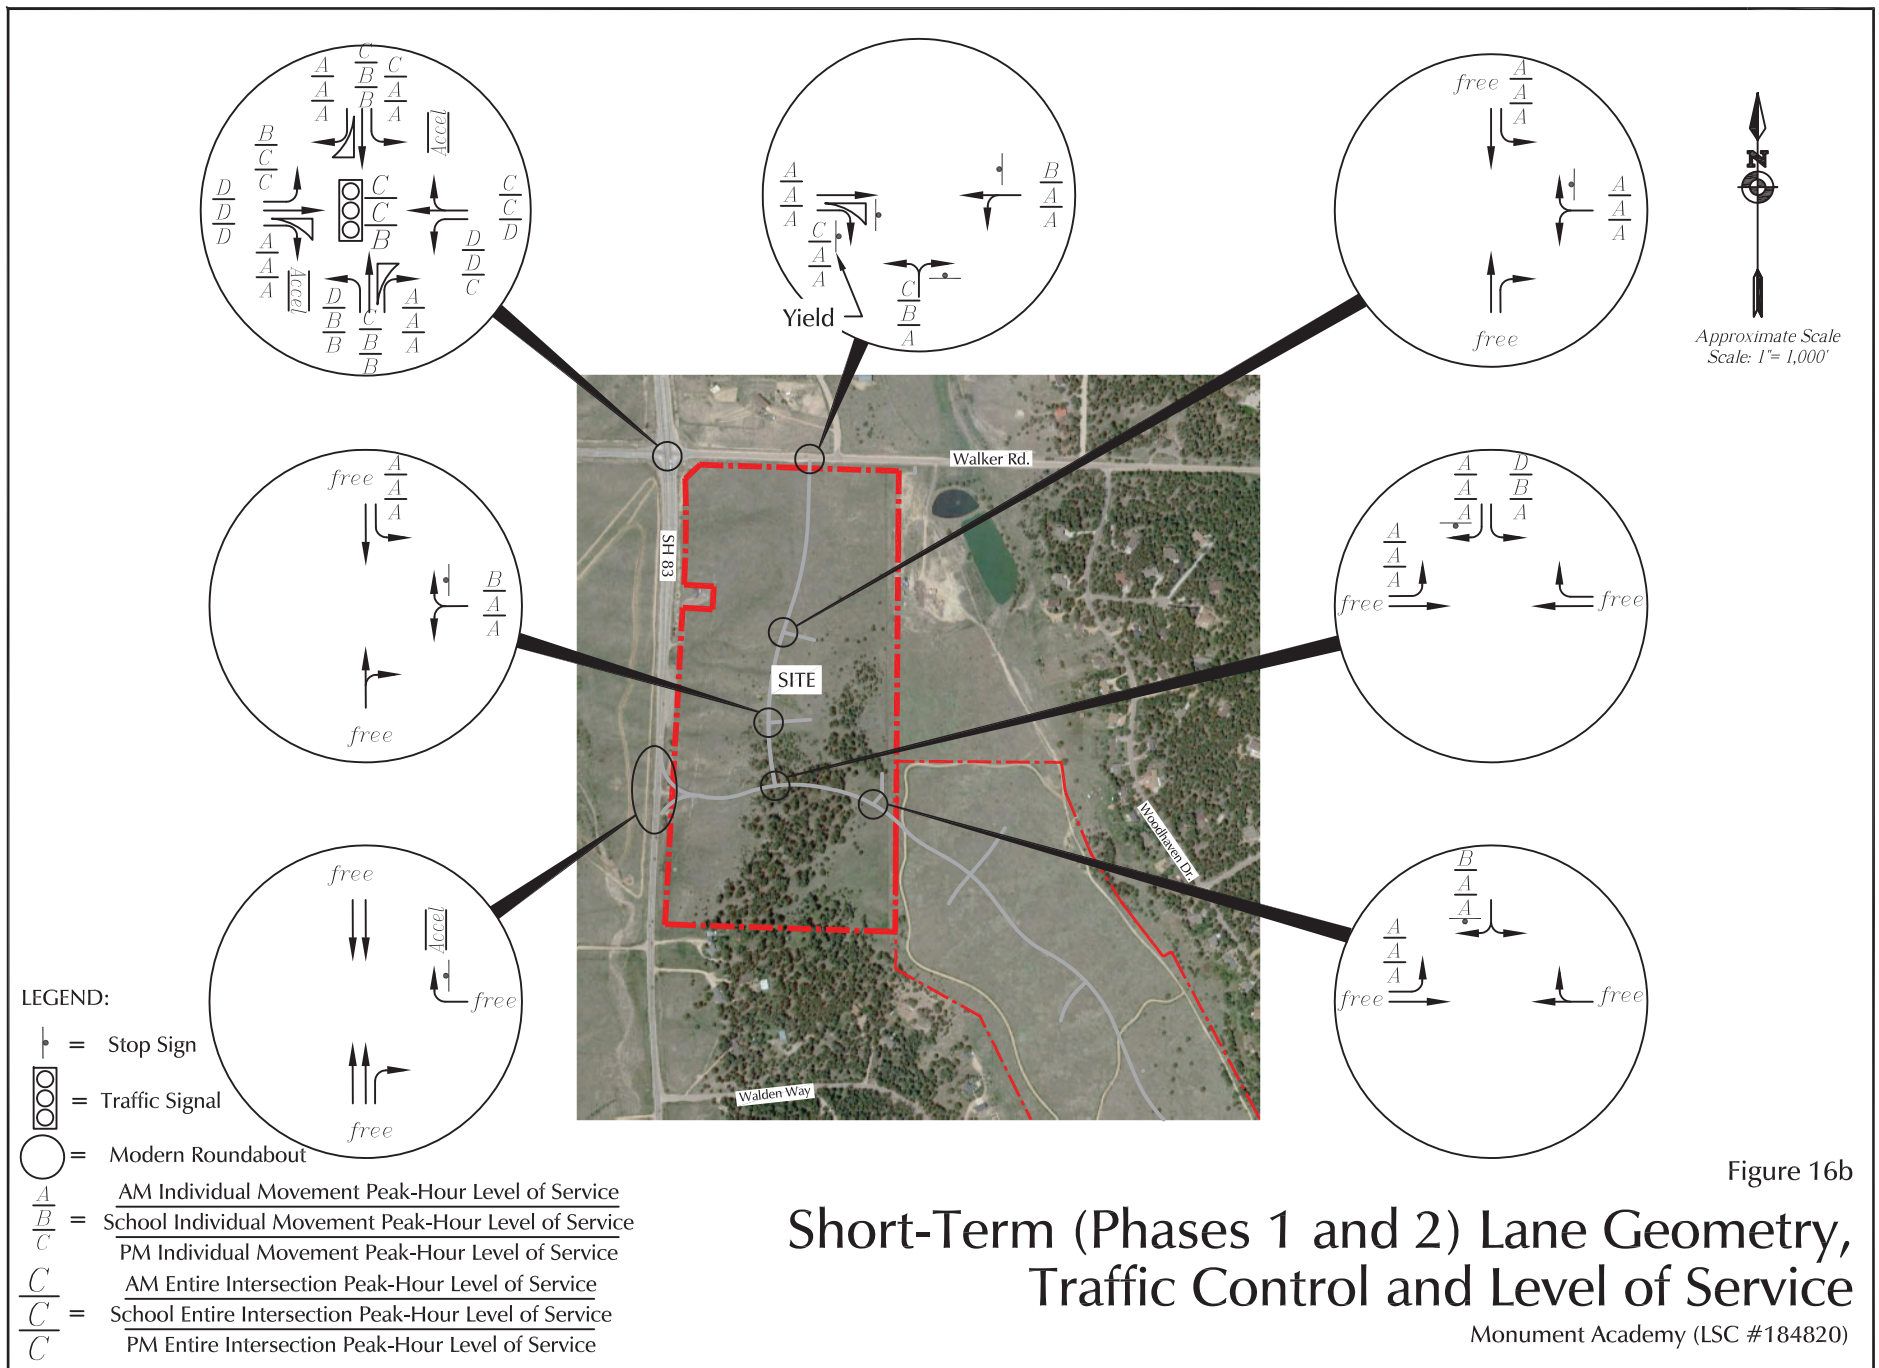 A
A
A
C
B
B
C
A
A
Accel
B
C
C
D
D
D
C
C
B
C
C
D
D
D
C
A
A
A
Accel
D
B
B
C
B
B
A
A
A
A
A
A
C
A
A
Yield
B
A
A
C
B
A
free
A
A
A
A
A
A
free
N
Approximate Scale
Scale: 1"= 1,000'
free
A
A
A
B
A
A
free
Walker Rd.
SH 83
SITE
Woodhaven Dr.
Walden Way
A
A
A
D
B
A
A
A
A
free
free
free
Accel
free
free
B
A
A
A
A
A
free
free
LEGEND:
= Stop Sign
= Traffic Signal
= Modern Roundabout
A
B
C
=
AM Individual Movement Peak-Hour Level of Service
School Individual Movement Peak-Hour Level of Service
PM Individual Movement Peak-Hour Level of Service
C
C
C
=
AM Entire Intersection Peak-Hour Level of Service
School Entire Intersection Peak-Hour Level of Service
PM Entire Intersection Peak-Hour Level of Service
Figure 16b
Short-Term (Phases 1 and 2) Lane Geometry,
Traffic Control and Level of Service
Monument Academy (LSC #184820)